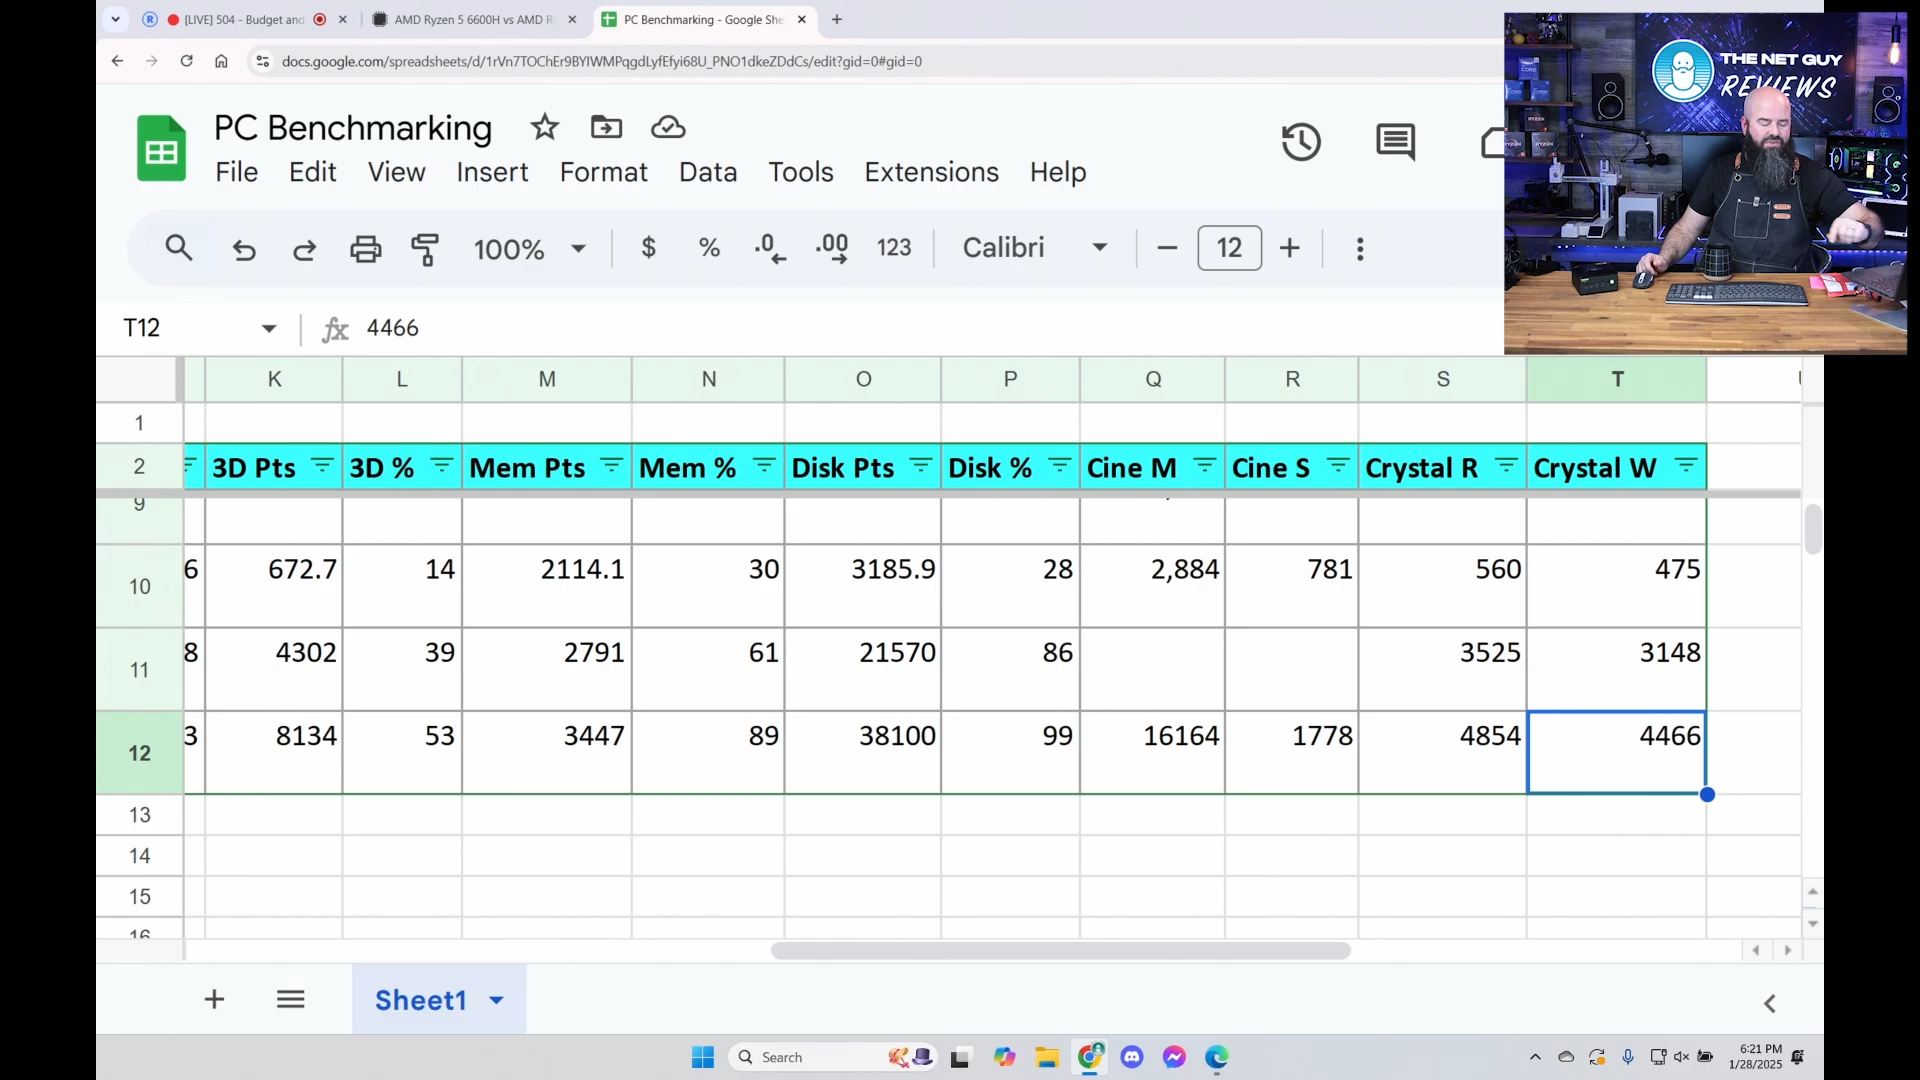 [LIVE] 504 - Budget and
AMD Ryzen 5 6600H vs AMD R
PC Benchmarking - Google She
docs.google.com/spreadsheets/d/1rVn7TOChEr9BYIWMPqgdLyfEfyi68U_PNO1dkeZDdCs/edit?gid=0#gid=0
THE NET GUY
REVIEWS
PC Benchmarking
File Edit View Insert Format Data Tools Extensions Help
100% $ % .0 .00 123 Calibri 12
T12 fx 4466
K L M N O P Q R S T
1
2 3D Pts 3D % Mem Pts Mem % Disk Pts Disk % Cine M Cine S Crystal R Crystal W
9
10 6 672.7 14 2114.1 30 3185.9 28 2,884 781 560 475
11 8 4302 39 2791 61 21570 86 3525 3148
12 3 8134 53 3447 89 38100 99 16164 1778 4854 4466
13
14
15
16
Sheet1
Search
6:21 PM
1/28/2025